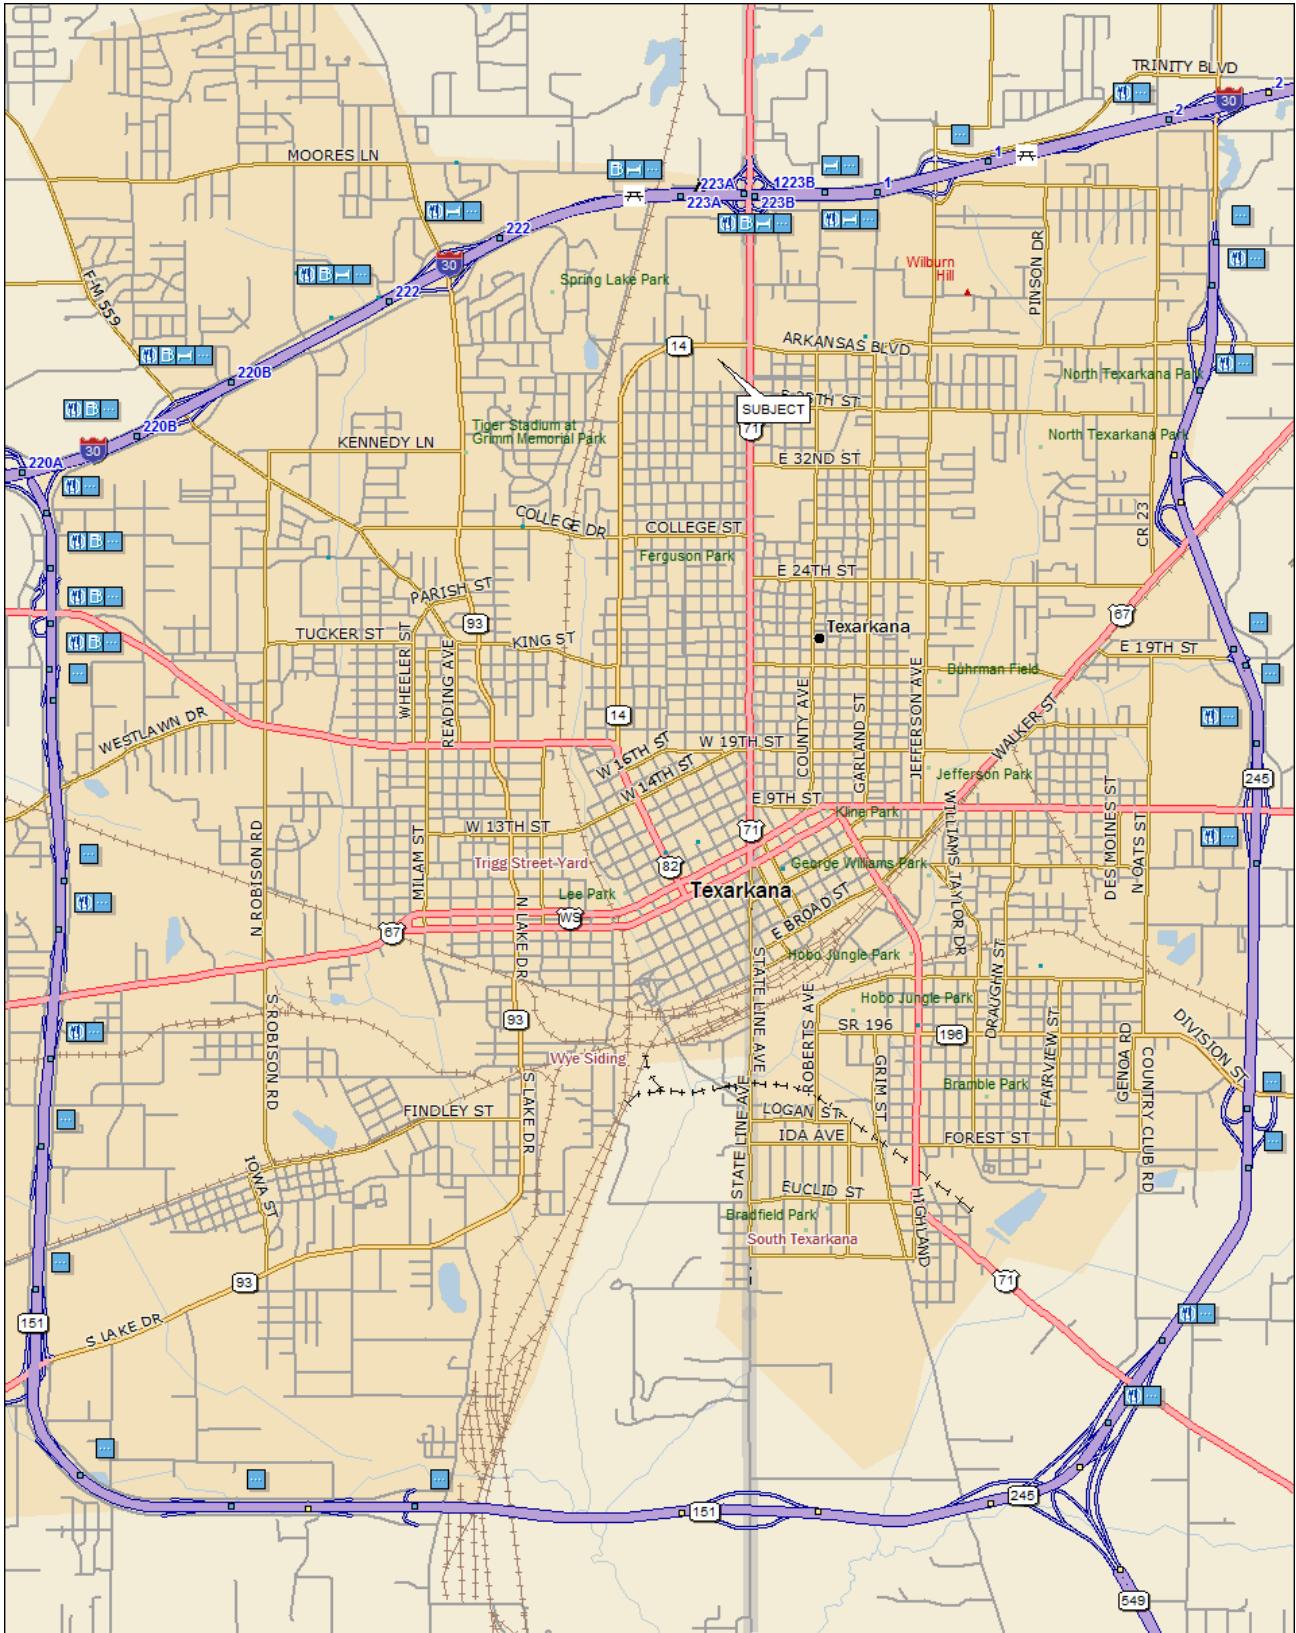 TRINITY BLVD
30
2
2
MOORES LN
1
1
223A
1223B
223A
223B
222
30
222
Wilburn
Hill
PINSON DR
F-M 559
Spring Lake Park
14
ARKANSAS BLVD
220B
North Texarkana Park
SUBJECT
71
220B
Tiger Stadium at
Grimm Memorial Park
North Texarkana Park
KENNEDY LN
30
220A
E 32ND ST
COLLEGE DR
COLLEGE ST
CR 23
Ferguson Park
E 24TH ST
PARISH ST
67
93
Texarkana
TUCKER ST
KING ST
E 19TH ST
WHEELER ST
READING AVE
Buhrman Field
COUNTY AVE
GARLAND ST
JEFFERSON AVE
WALKER ST
WESTLAWN DR
14
W 19TH ST
W 16TH ST
W 14TH ST
Jefferson Park
245
E 9TH ST
Kline Park
DES MOINES ST
N OATS ST
N ROBISON RD
MILAM ST
W 13TH ST
71
WILLIAMS-TAYLOR DR
Trigg Street Yard
82
George Williams Park
Lee Park
Texarkana
67
WS
E BROAD ST
N LAKE DR
Hobo Jungle Park
STATE LINE AVE
ROBERTS AVE
Hobo Jungle Park
DRAUGHN ST
S ROBISON RD
93
SR 196
196
DIVISION ST
Wye Siding
GRIM ST
FAIRVIEW ST
GENOA RD
COUNTRY CLUB RD
Bramble Park
FINDLEY ST
S LAKE DR
STATE LINE AVE
LOGAN ST
IDA AVE
FOREST ST
IOWA ST
EUCLID ST
HIGHLAND
Bradfield Park
South Texarkana
93
71
151
S LAKE DR
245
151
549